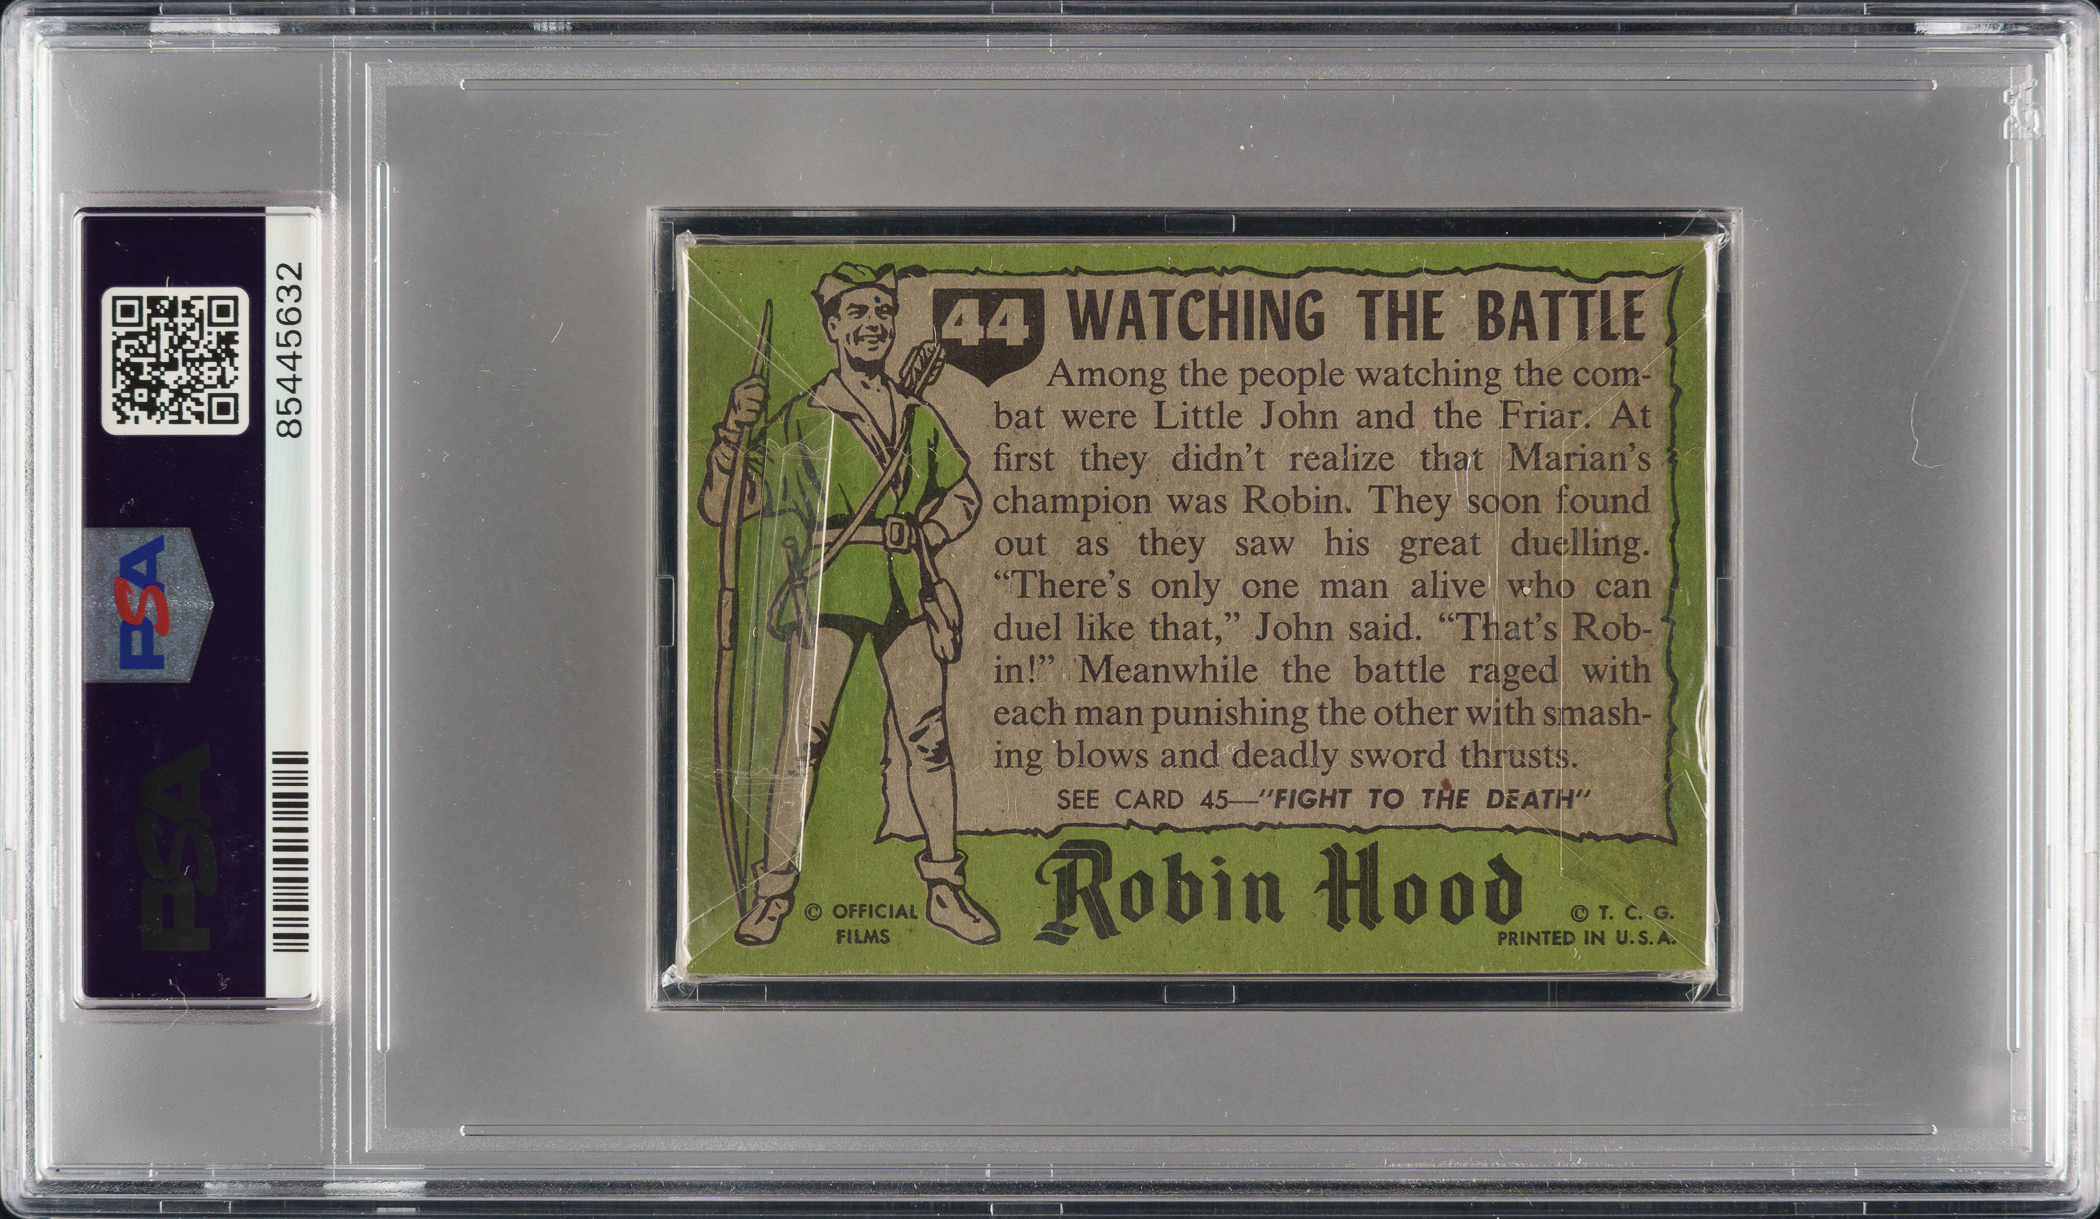 85445632
PSA
PSA
44 WATCHING THE BATTLE
Among the people watching the com-
bat were Little John and the Friar. At
first they didn't realize that Marian's
champion was Robin. They soon found
out as they saw his great duelling.
“There's only one man alive who can
duel like that,” John said. “That's Rob-
in!” Meanwhile the battle raged with
each man punishing the other with smash-
ing blows and deadly sword thrusts.
SEE CARD 45—"FIGHT TO THE DEATH"
Robin Hood
© OFFICIAL
FILMS
© T. C. G.
PRINTED IN U.S.A.